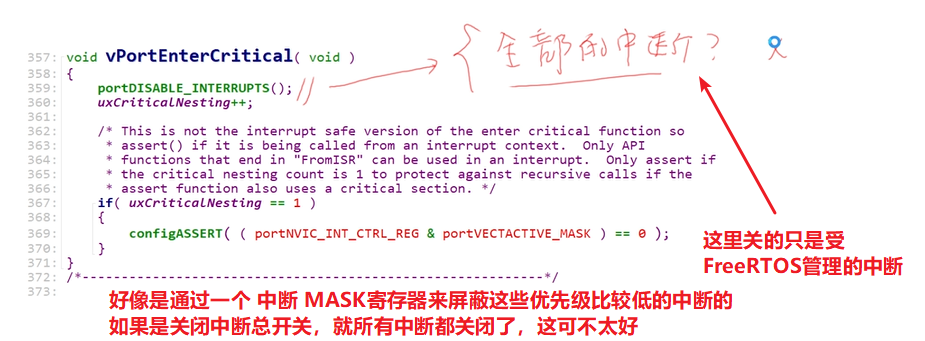 全部的中断?
357: void vPortEnterCritical( void )
358: {
359: portDISABLE_INTERRUPTS();
360: uxCriticalNesting++;
361:
362: /* This is not the interrupt safe version of the enter critical function so
363: * assert() if it is being called from an interrupt context.  Only API
364: * functions that end in "FromISR" can be used in an interrupt.  Only assert if
365: * the critical nesting count is 1 to protect against recursive calls if the
366: * assert function also uses a critical section. */
367: if( uxCriticalNesting == 1 )
368: {
369: configASSERT( ( portNVIC_INT_CTRL_REG & portVECTACTIVE_MASK ) == 0 );
370: }
371: }
372: /*-----------------------------------------------------------*/
373:
这里关的只是受
FreeRTOS管理的中断
好像是通过一个 中断 MASK寄存器来屏蔽这些优先级比较低的中断的
如果是关闭中断总开关，就所有中断都关闭了，这可不太好